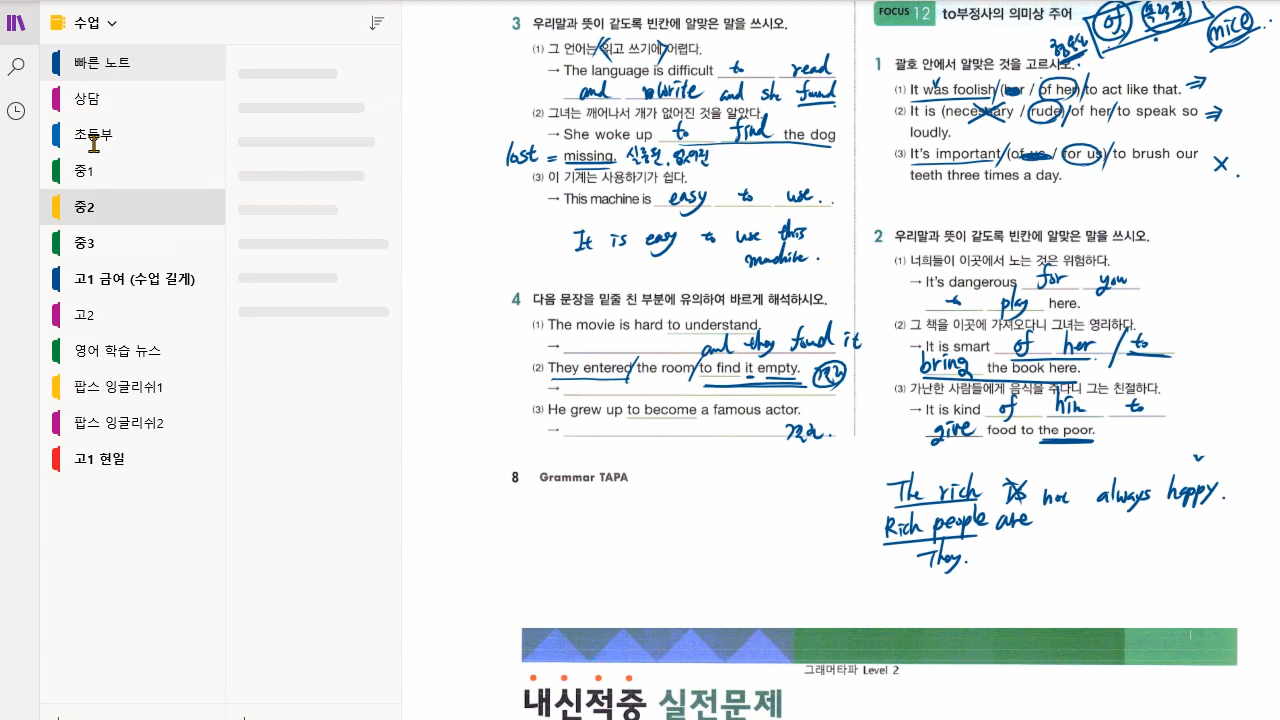 수업
빠른 노트
상담
초등부
중1
중2
중3
고1 금여 (수업 길게)
고2
영어 학습 뉴스
팝스 잉글리쉬1
팝스 잉글리쉬2
고1 현일
3 우리말과 뜻이 같도록 빈칸에 알맞은 말을 쓰시오.
(1) 그 언어는 읽고 쓰기에 어렵다.
→ The language is difficult to read
and write and she found
(2) 그녀는 깨어나서 개가 없어진 것을 알았다.
→ She woke up to find the dog
lost = missing. 실종된, 없어진
(3) 이 기계는 사용하기가 쉽다.
→ This machine is easy to use.
It is easy to use this
machine.
4 다음 문장을 밑줄 친 부분에 유의하여 바르게 해석하시오.
(1) The movie is hard to understand.
→
and they found it
(2) They entered the room to find it empty. 결과
→
(3) He grew up to become a famous actor.
→ 결과.
8 Grammar TAPA
FOCUS 12 to부정사의 의미상 주어
of 목적격
nice
형용사
1 괄호 안에서 알맞은 것을 고르시오.
(1) It was foolish (her / of her) to act like that.
(2) It is (necessary / rude) of her to speak so
loudly.
(3) It's important (of us / for us) to brush our
teeth three times a day.
2 우리말과 뜻이 같도록 빈칸에 알맞은 말을 쓰시오.
(1) 너희들이 이곳에서 노는 것은 위험하다.
→ It's dangerous for you
to play here.
(2) 그 책을 이곳에 가져오다니 그녀는 영리하다.
→ It is smart of her / to
bring the book here.
(3) 가난한 사람들에게 음식을 주다니 그는 친절하다.
→ It is kind of him to
give food to the poor.
The rich is not always happy.
Rich people are
They.
그래머타파 Level 2
내신적중 실전문제